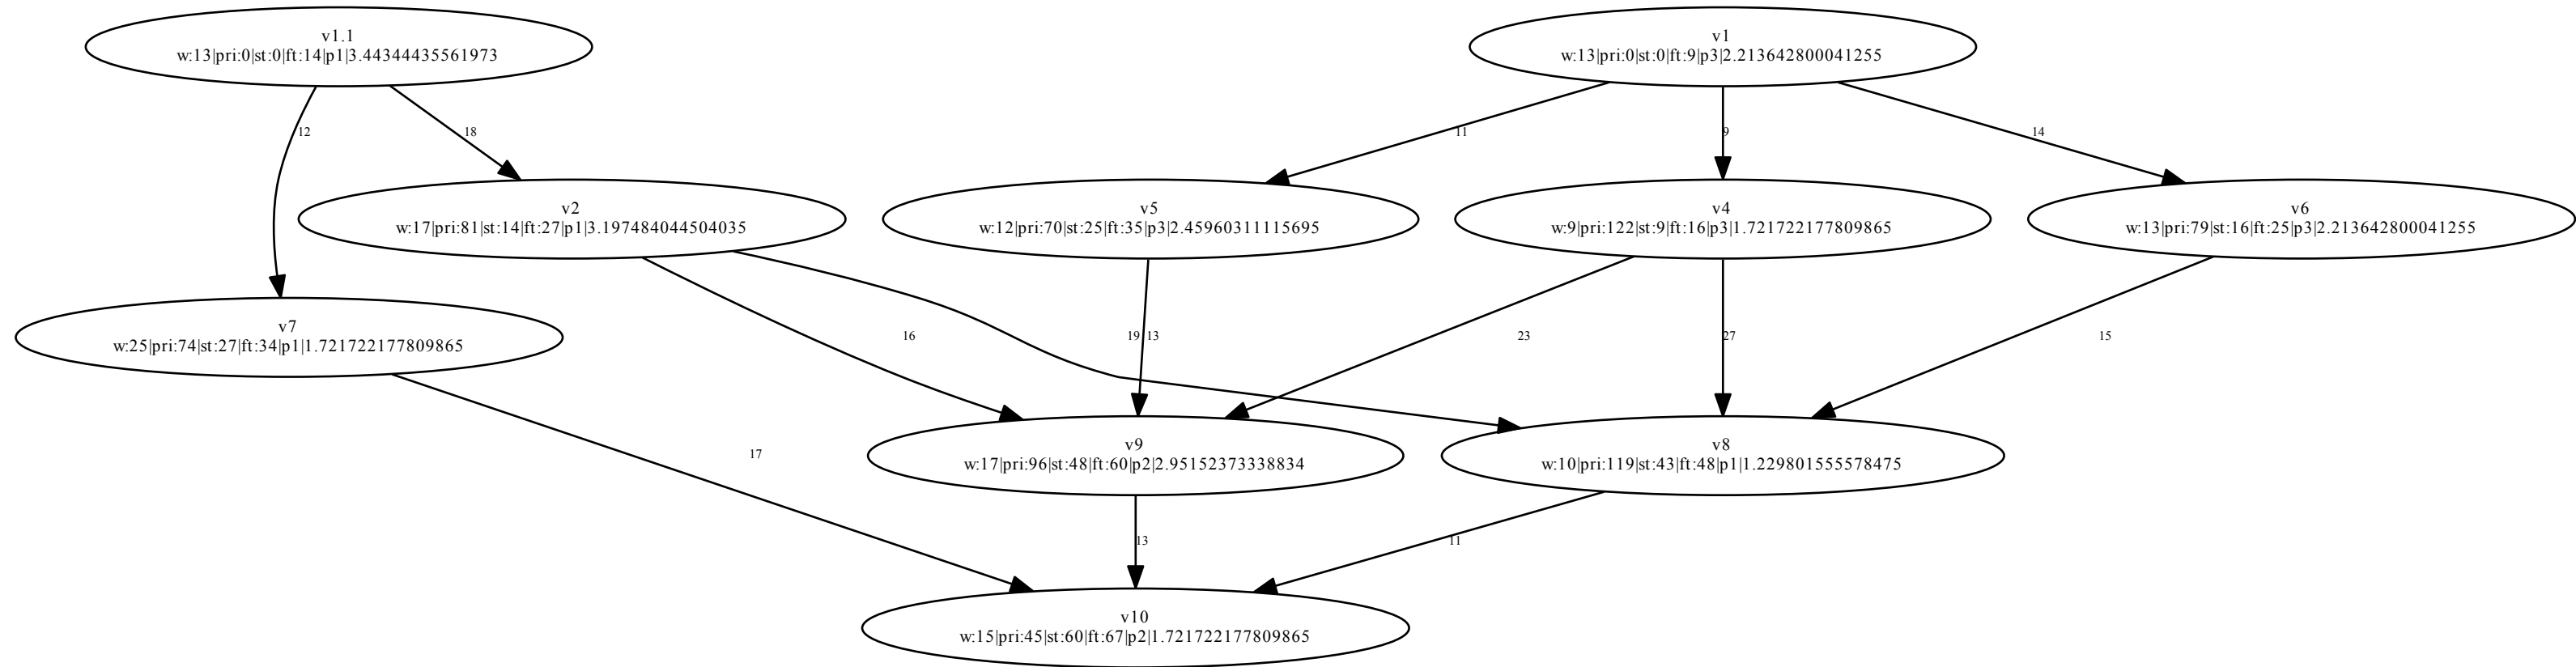 v1.1
w:13|pri:0|st:0|ft:14|p1|3.44344435561973
v1
w:13|pri:0|st:0|ft:9|p3|2.213642800041255
12
18
11
9
14
v2
w:17|pri:81|st:14|ft:27|p1|3.197484044504035
v5
w:12|pri:70|st:25|ft:35|p3|2.45960311115695
v4
w:9|pri:122|st:9|ft:16|p3|1.721722177809865
v6
w:13|pri:79|st:16|ft:25|p3|2.213642800041255
v7
w:25|pri:74|st:27|ft:34|p1|1.721722177809865
16
19
13
23
27
15
v9
w:17|pri:96|st:48|ft:60|p2|2.95152373338834
v8
w:10|pri:119|st:43|ft:48|p1|1.229801555578475
17
13
11
v10
w:15|pri:45|st:60|ft:67|p2|1.721722177809865